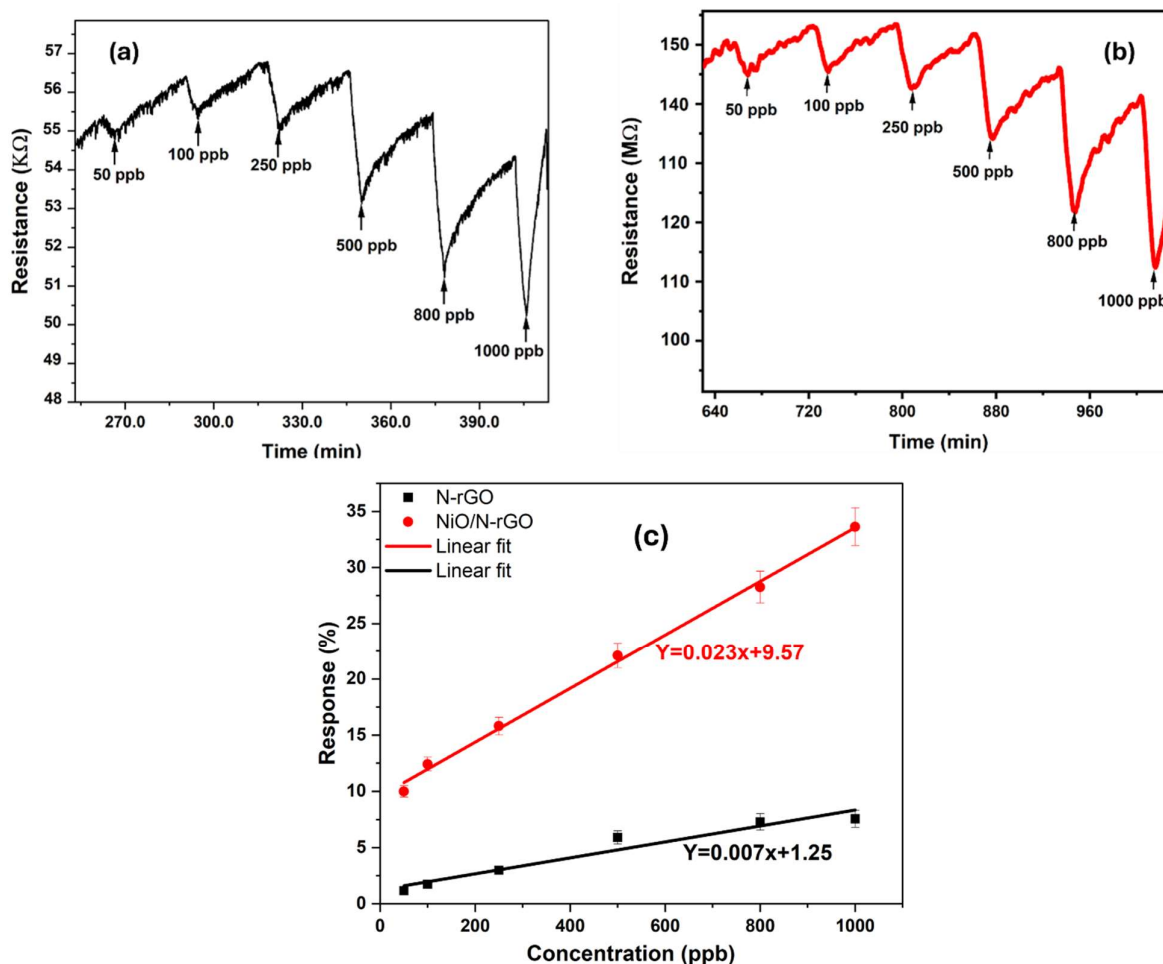 (a)
57
56
55
54
53
52
51
50
49
48
Resistance (KΩ)
50 ppb
100 ppb
250 ppb
500 ppb
800 ppb
1000 ppb
270.0 300.0 330.0 360.0 390.0
Time (min)
(b)
150
140
110
120
110
100
Resistance (MΩ)
50 ppb
100 ppb
250 ppb
500 ppb
800 ppb
1000 ppb
640 720 800 880 960
Time (min)
(c)
N-rGO
NiO/N-rGO
Linear fit
Linear fit
35
30
25
20
15
10
5
0
Response (%)
Y=0.023x+9.57
Y=0.007x+1.25
0 200 400 600 800 1000
Concentration (ppb)